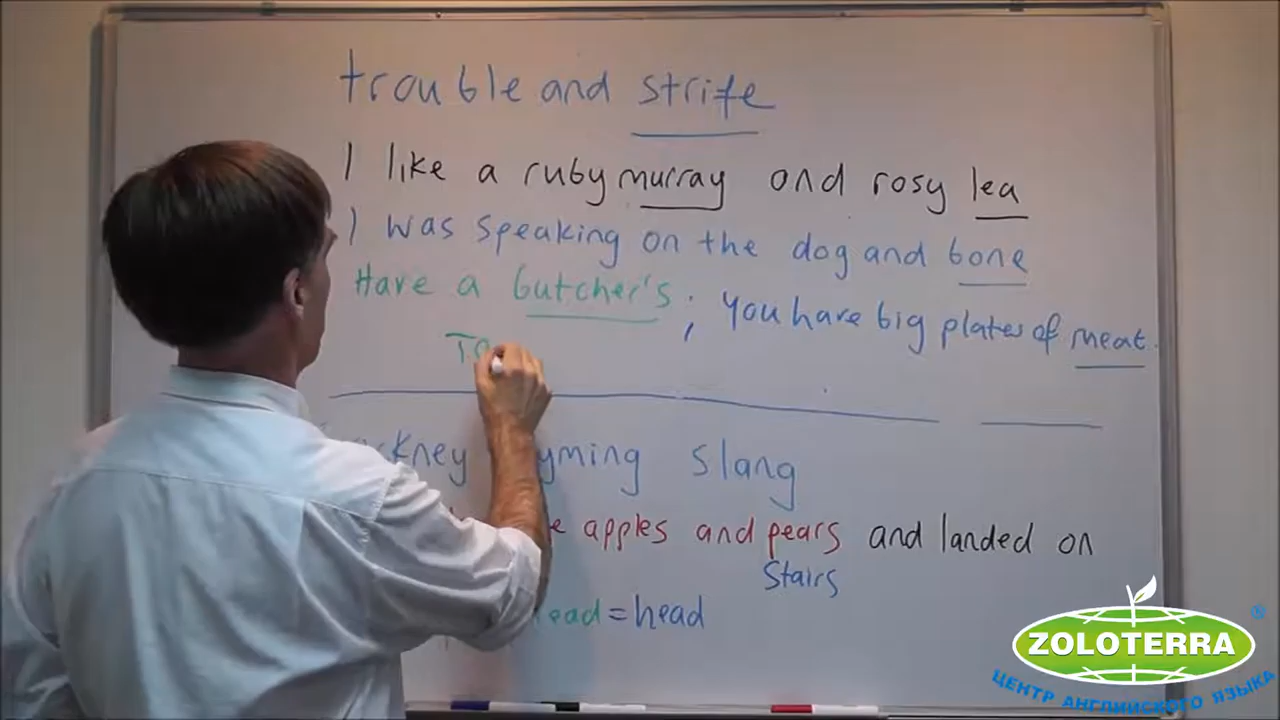 trouble and strife
I like a ruby murray and rosy lea
I was speaking on the dog and bone
Have a butcher's ; You have big plates of meat.
slang
apples and pears and landed on
stairs
= head
ZOLOTERRA ®
ЦЕНТР АНГЛИЙСКОГО ЯЗЫКА